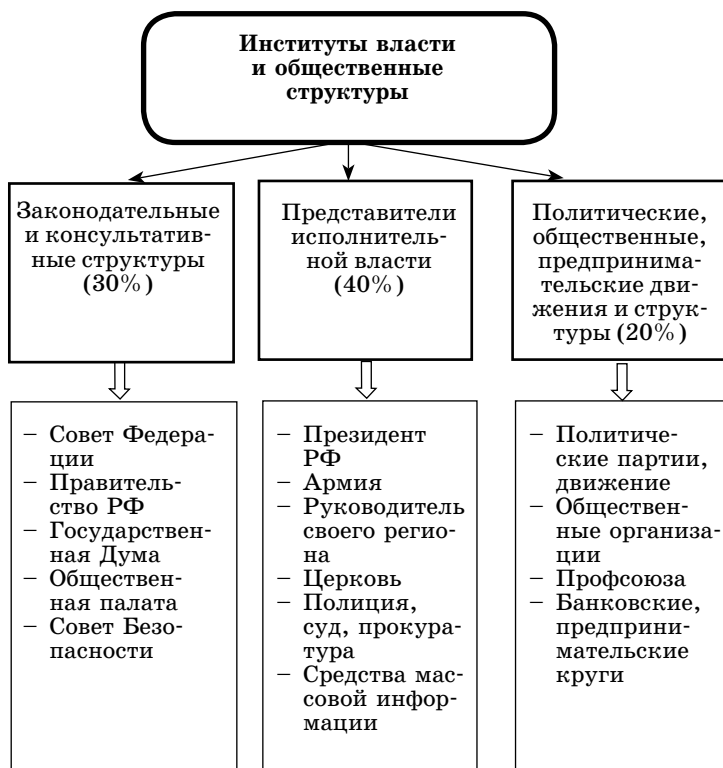 Институты власти
и общественные
структуры
Законодательные
и консультатив-
ные структуры
(30%)
Представители
исполнитель-
ной власти
(40%)
Политические,
общественные,
предпринима-
тельские дви-
жения и струк-
туры (20%)
– Совет Федера-
ции
– Правитель-
ство РФ
– Государствен-
ная Дума
– Обществен-
ная палата
– Совет Безо-
пасности
– Президент
РФ
– Армия
– Руководитель
своего регио-
на
– Церковь
– Полиция,
суд, прокура-
тура
– Средства мас-
совой инфор-
мации
– Политиче-
ские партии,
движение
– Обществен-
ные организа-
ции
– Профсоюза
– Банковские,
предприни-
мательские
круги